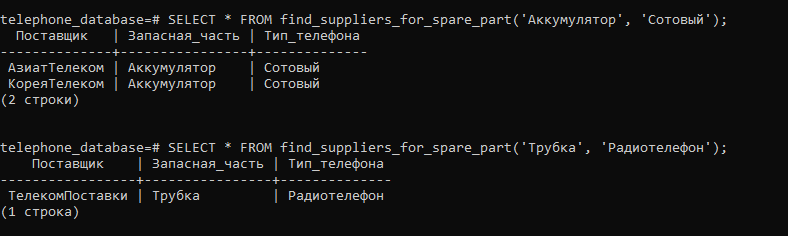 telephone_database=# SELECT * FROM find_suppliers_for_spare_part('Аккумулятор', 'Сотовый');
  Поставщик   | Запасная_часть | Тип_телефона
--------------+----------------+--------------
 АзиатТелеком | Аккумулятор    | Сотовый
 КореяТелеком | Аккумулятор    | Сотовый
(2 строки)
telephone_database=# SELECT * FROM find_suppliers_for_spare_part('Трубка', 'Радиотелефон');
    Поставщик    | Запасная_часть | Тип_телефона
-----------------+----------------+--------------
 ТелекомПоставки | Трубка         | Радиотелефон
(1 строка)